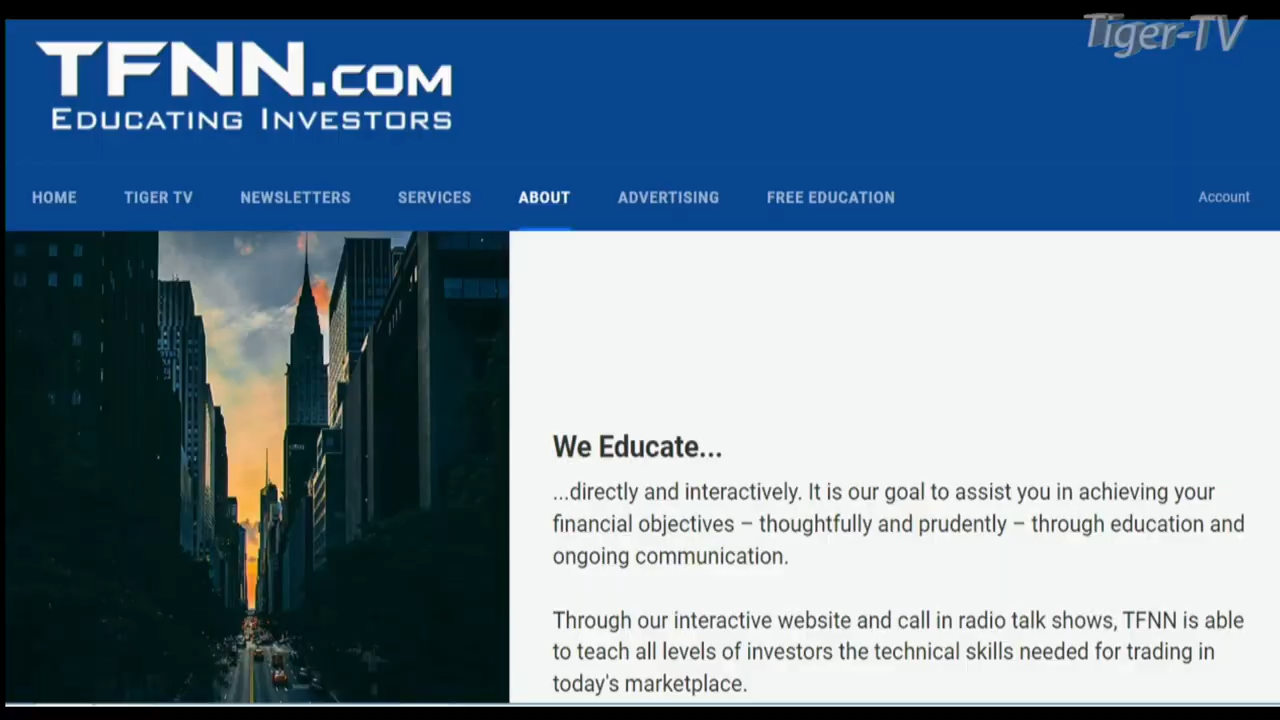 Tiger-TV
TFNN.COM
EDUCATING INVESTORS
HOME TIGER TV NEWSLETTERS SERVICES ABOUT ADVERTISING FREE EDUCATION Account
We Educate...
...directly and interactively. It is our goal to assist you in achieving your
financial objectives – thoughtfully and prudently – through education and
ongoing communication.
Through our interactive website and call in radio talk shows, TFNN is able
to teach all levels of investors the technical skills needed for trading in
today's marketplace.